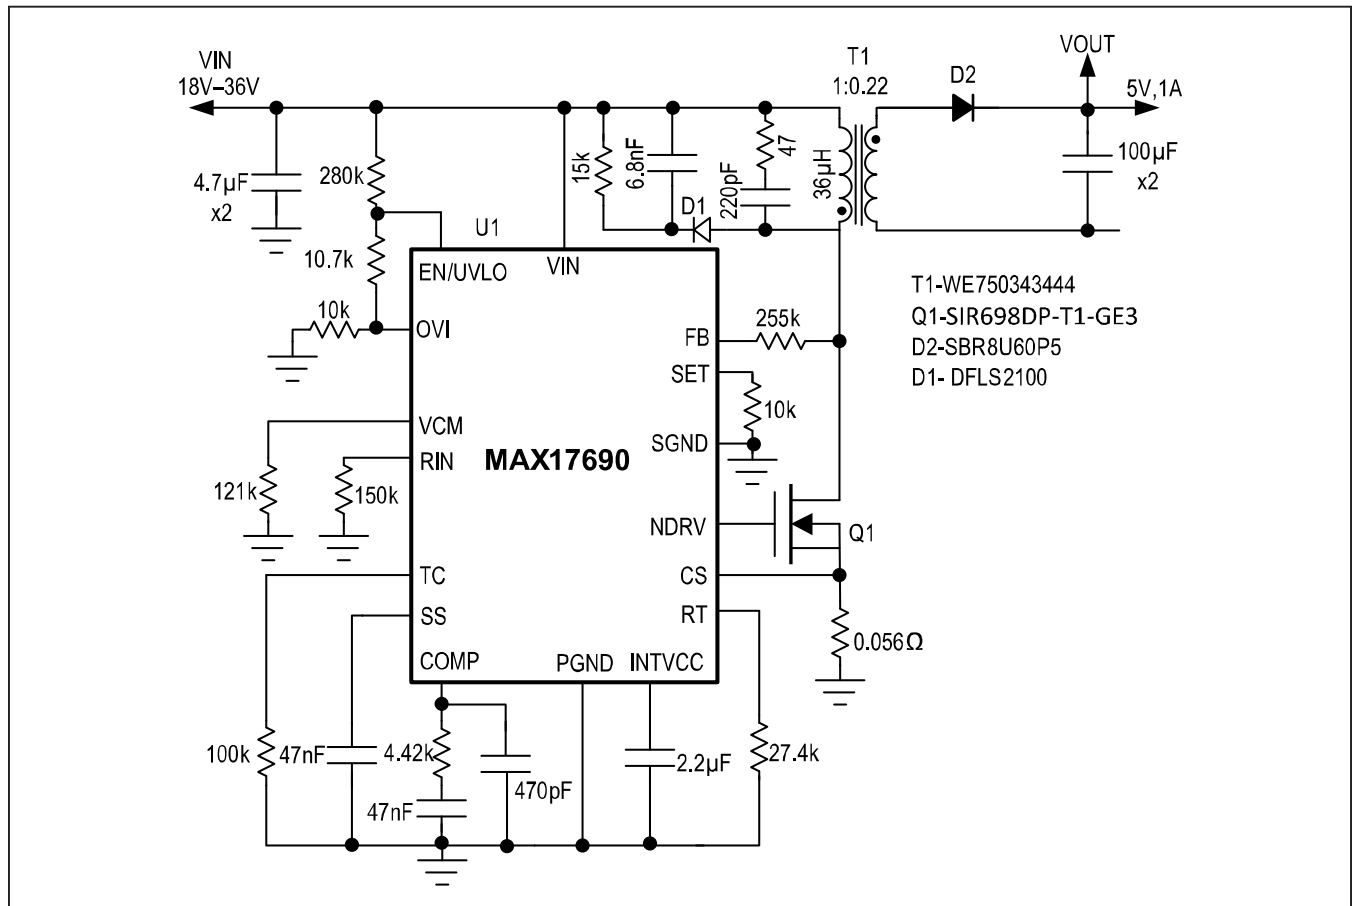 VIN
18V–36V
T1
1:0.22
D2
VOUT
5V,1A
4.7µF
x2
280k
15k
6.8nF
47
220pF
36µH
100µF
x2
D1
10.7k
U1
EN/UVLO
VIN
10k
OVI
FB
255k
T1-WE750343444
Q1-SIR698DP-T1-GE3
D2-SBR8U60P5
D1- DFLS2100
SET
10k
VCM
SGND
RIN
MAX17690
121k
150k
NDRV
Q1
TC
CS
SS
RT
0.056Ω
COMP
PGND
INTVCC
100k
47nF
4.42k
470pF
2.2µF
27.4k
47nF